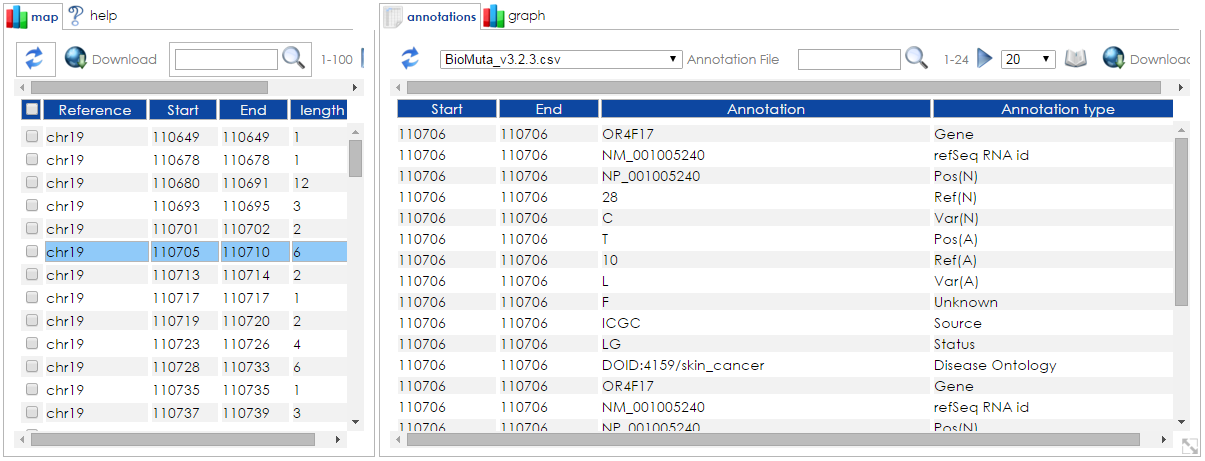 map help
Download 1-100
Reference Start End length
chr19 110649 110649 1
chr19 110678 110678 1
chr19 110680 110691 12
chr19 110693 110695 3
chr19 110701 110702 2
chr19 110705 110710 6
chr19 110713 110714 2
chr19 110717 110717 1
chr19 110719 110720 2
chr19 110723 110726 4
chr19 110728 110733 6
chr19 110735 110735 1
chr19 110737 110739 3
annotations graph
BioMuta_v3.2.3.csv Annotation File 1-24 20 Download
Start End Annotation Annotation type
110706 110706 OR4F17 Gene
110706 110706 NM_001005240 refSeq RNA id
110706 110706 NP_001005240 Pos(N)
110706 110706 28 Ref(N)
110706 110706 C Var(N)
110706 110706 T Pos(A)
110706 110706 10 Ref(A)
110706 110706 L Var(A)
110706 110706 F Unknown
110706 110706 ICGC Source
110706 110706 LG Status
110706 110706 DOID:4159/skin_cancer Disease Ontology
110706 110706 OR4F17 Gene
110706 110706 NM_001005240 refSeq RNA id
110706 110706 NP_001005240 Pos(N)